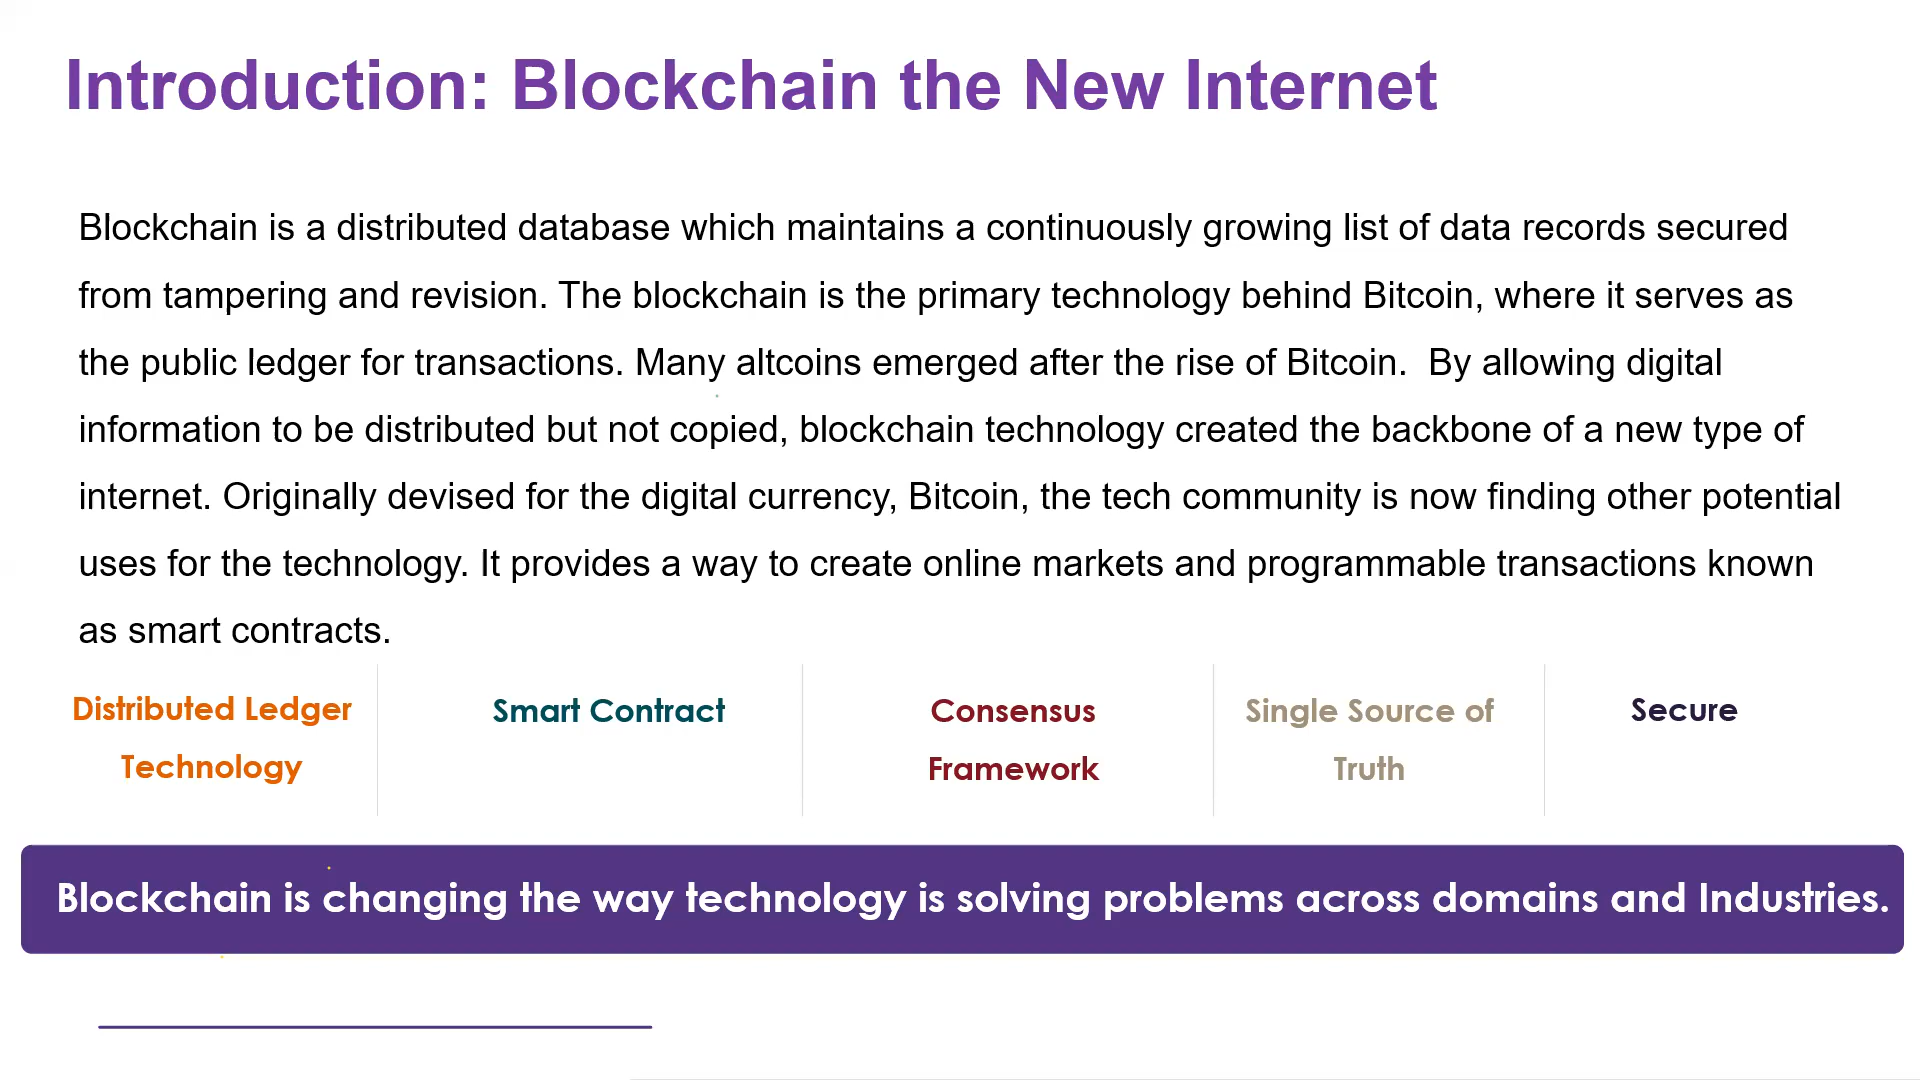 Introduction: Blockchain the New Internet
Blockchain is a distributed database which maintains a continuously growing list of data records secured
from tampering and revision. The blockchain is the primary technology behind Bitcoin, where it serves as
the public ledger for transactions. Many altcoins emerged after the rise of Bitcoin.  By allowing digital
information to be distributed but not copied, blockchain technology created the backbone of a new type of
internet. Originally devised for the digital currency, Bitcoin, the tech community is now finding other potential
uses for the technology. It provides a way to create online markets and programmable transactions known
as smart contracts.
Distributed Ledger
Technology
Smart Contract
Consensus
Framework
Single Source of
Truth
Secure
Blockchain is changing the way technology is solving problems across domains and Industries.